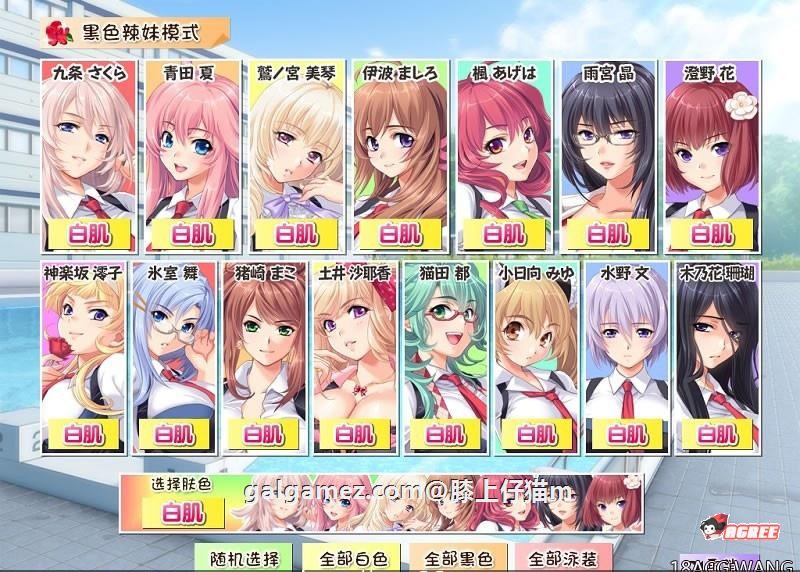 黑色辣妹模式
九条 さくら
青田 夏
鷲ノ宮 美琴
伊波 ましろ
楓 あげは
雨宮 晶
澄野 花
白肌 白肌 白肌 白肌 白肌 白肌 白肌
神楽坂 澪子
氷室 舞
猪崎 まこ
土井 沙耶香
猫田 都
小日向 みゆ
水野 文
木乃花 珊瑚
白肌 白肌 白肌 白肌 白肌 白肌 白肌 白肌
选择肤色
白肌
galgamez.com@膝上仔猫m
AGREE
随机选择 全部白色 全部黑色 全部泳装
18ACG.WANG